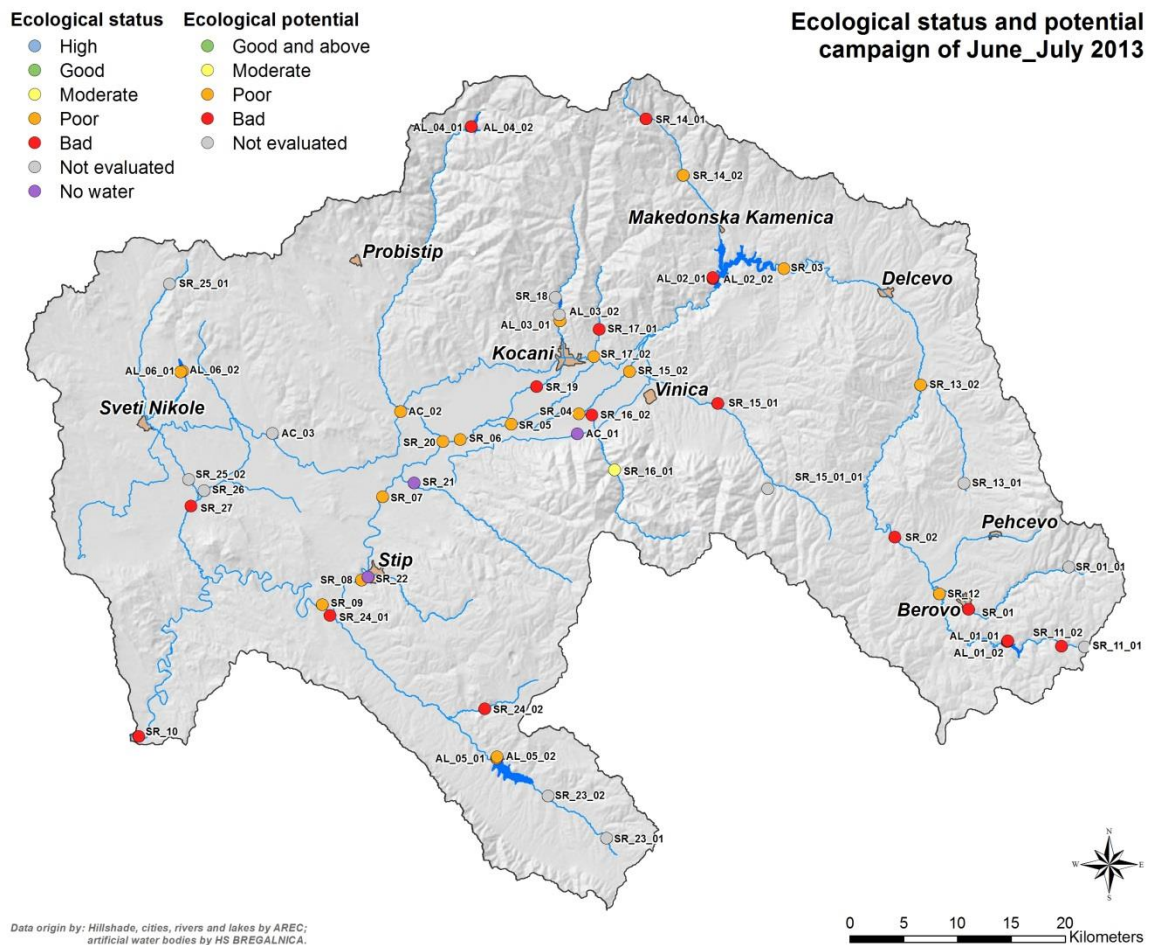 Ecological status Ecological potential
High Good and above
Good Moderate
Moderate Poor
Poor Bad
Bad Not evaluated
Not evaluated
No water
Ecological status and potential
campaign of June_July 2013
AL_04_01 AL_04_02
SR_14_01
SR_14_02
Makedonska Kamenica
Probistip
SR_03
AL_02_01 AL_02_02
Delcevo
SR_25_01
SR_18
AL_03_02
AL_03_01
SR_17_01
Kocani
SR_17_02
AL_06_01 AL_06_02
SR_15_02
SR_19
SR_13_02
Vinica
Sveti Nikole
AC_02
SR_04
SR_16_02
SR_15_01
SR_05
AC_03
SR_20
SR_06
AC_01
SR_16_01
SR_25_02
SR_21
SR_15_01_01
SR_13_01
SR_26
SR_07
SR_27
Pehcevo
SR_02
Stip
SR_01_01
SR_08
SR_22
SR_12
SR_09
Berovo
SR_01
SR_24_01
AL_01_01
SR_11_02
AL_01_02
SR_11_01
SR_24_02
SR_10
AL_05_01 AL_05_02
SR_23_02
SR_23_01
N
W E
S
Data origin by: Hillshade, cities, rivers and lakes by AREC;
artificial water bodies by HS BREGALNICA.
0 5 10 15 20
Kilometers